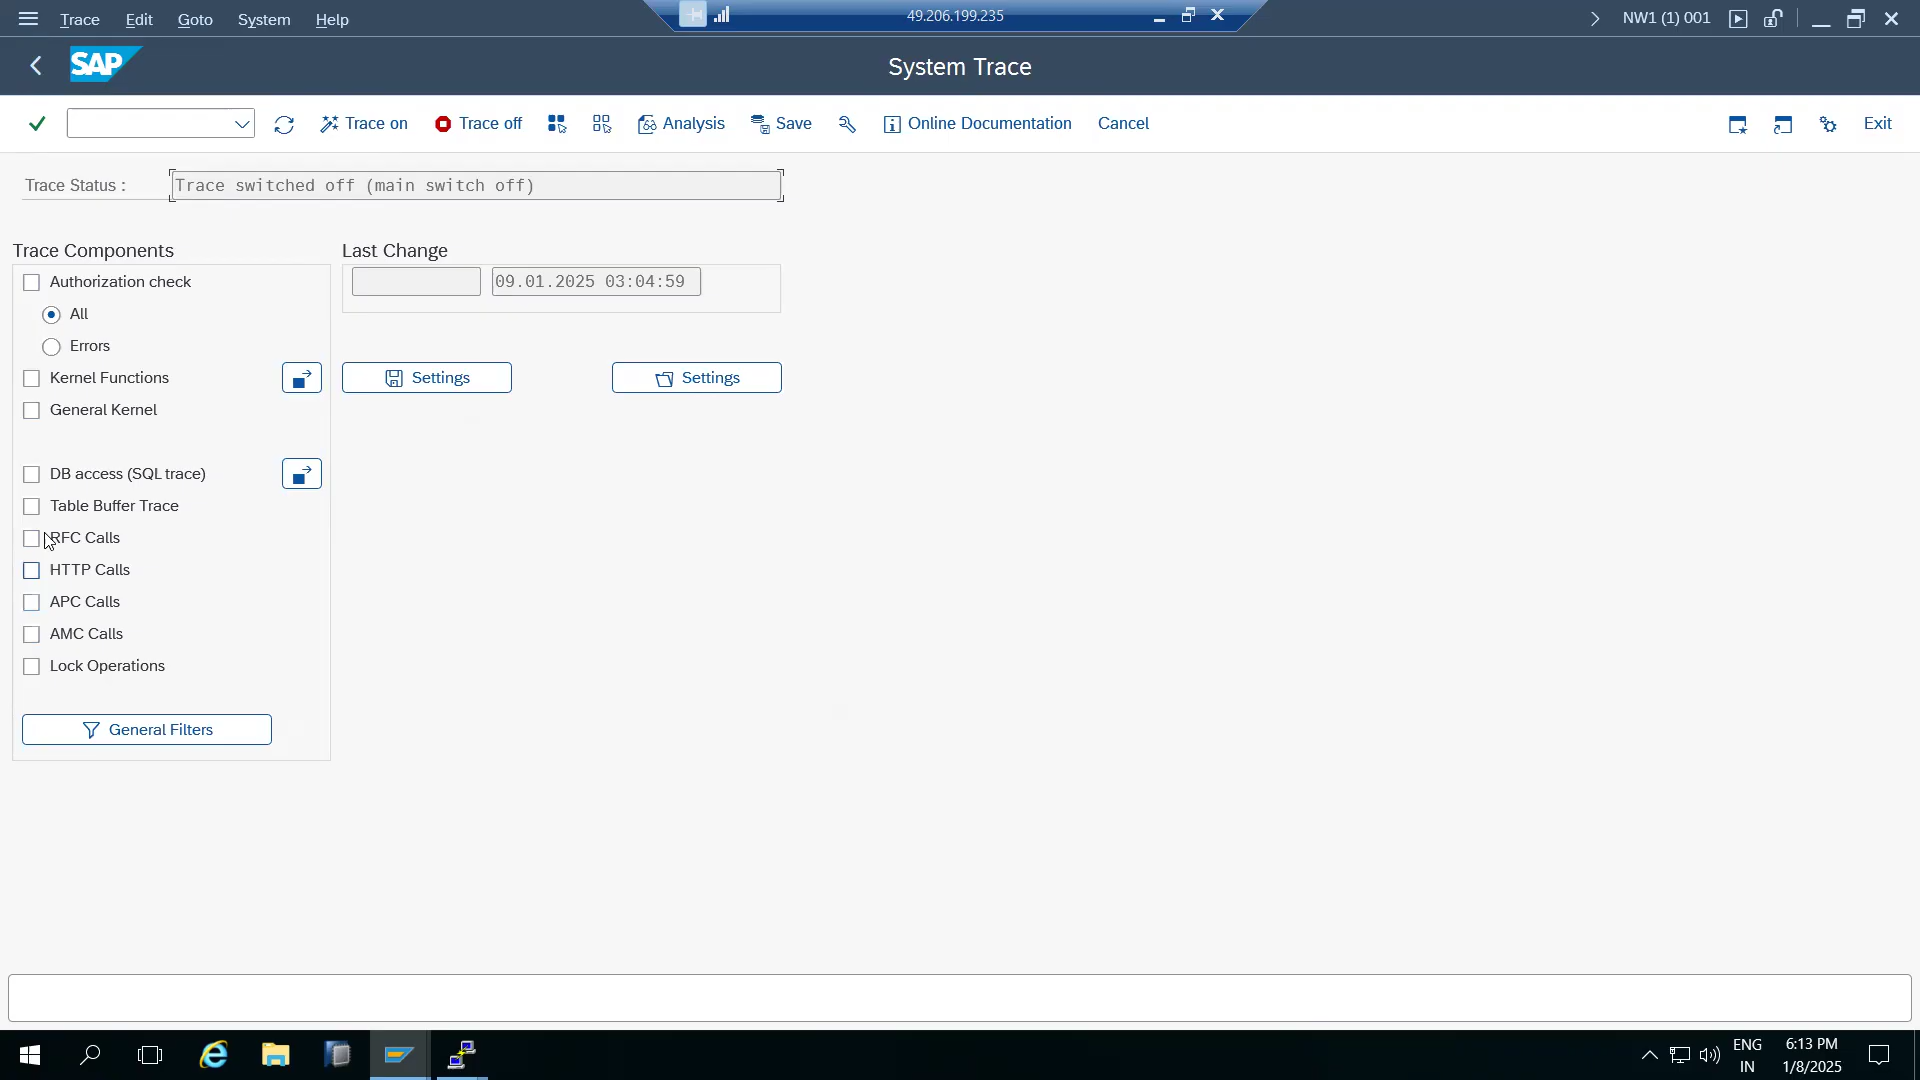 Trace Edit Goto System Help
49.206.199.235
NW1 (1) 001
SAP
System Trace
Trace on
Trace off
Analysis
Save
Online Documentation
Cancel
Exit
Trace Status :
Trace switched off (main switch off)
Trace Components
Last Change
Authorization check
09.01.2025 03:04:59
All
Errors
Kernel Functions
Settings
Settings
General Kernel
DB access (SQL trace)
Table Buffer Trace
RFC Calls
HTTP Calls
APC Calls
AMC Calls
Lock Operations
General Filters
ENG
IN
6:13 PM
1/8/2025